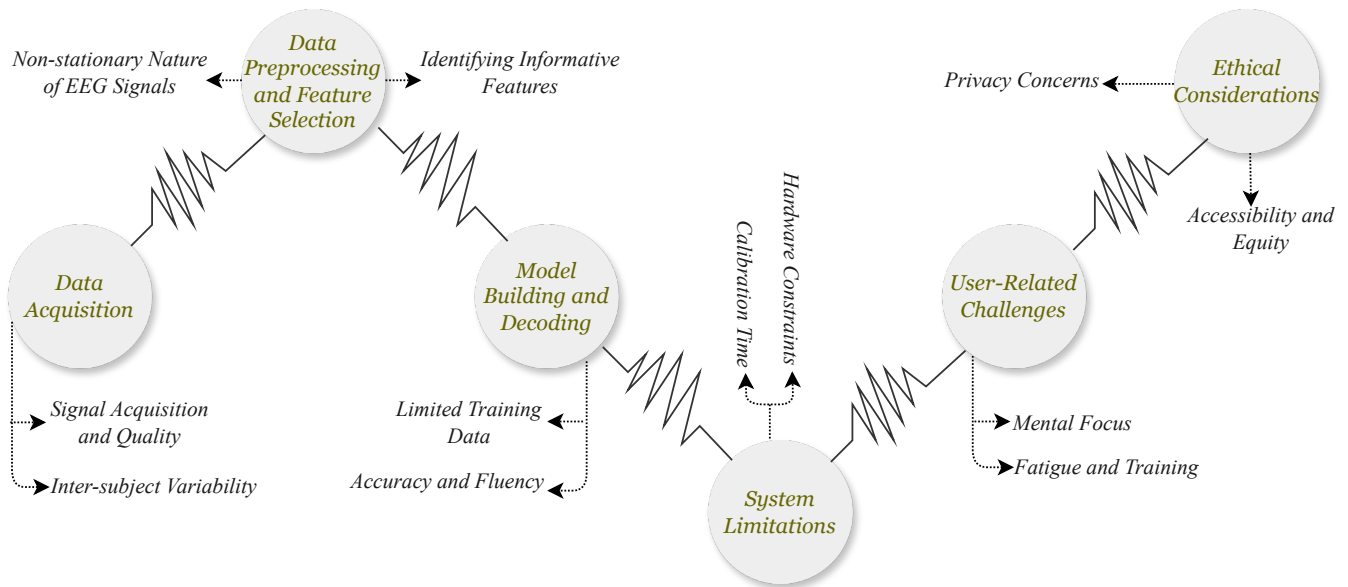 Data
Preprocessing
and Feature
Selection
Non-stationary Nature
of EEG Signals
Identifying Informative
Features
Data
Acquisition
Signal Acquisition
and Quality
Inter-subject Variability
Model
Building and
Decoding
Limited Training
Data
Accuracy and Fluency
Hardware Constraints
Calibration Time
System
Limitations
User-Related
Challenges
Mental Focus
Fatigue and Training
Ethical
Considerations
Privacy Concerns
Accessibility and
Equity